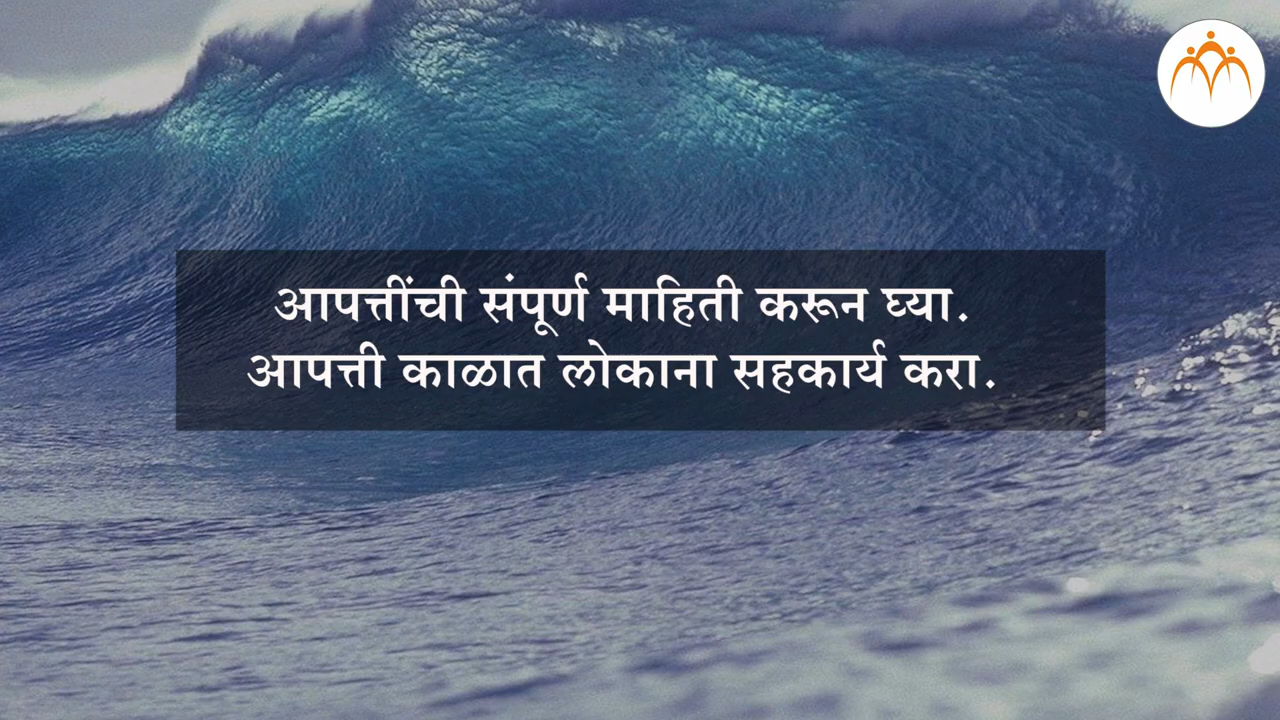 आपत्तींची संपूर्ण माहिती करून घ्या.
आपत्ती काळात लोकाना सहकार्य करा.